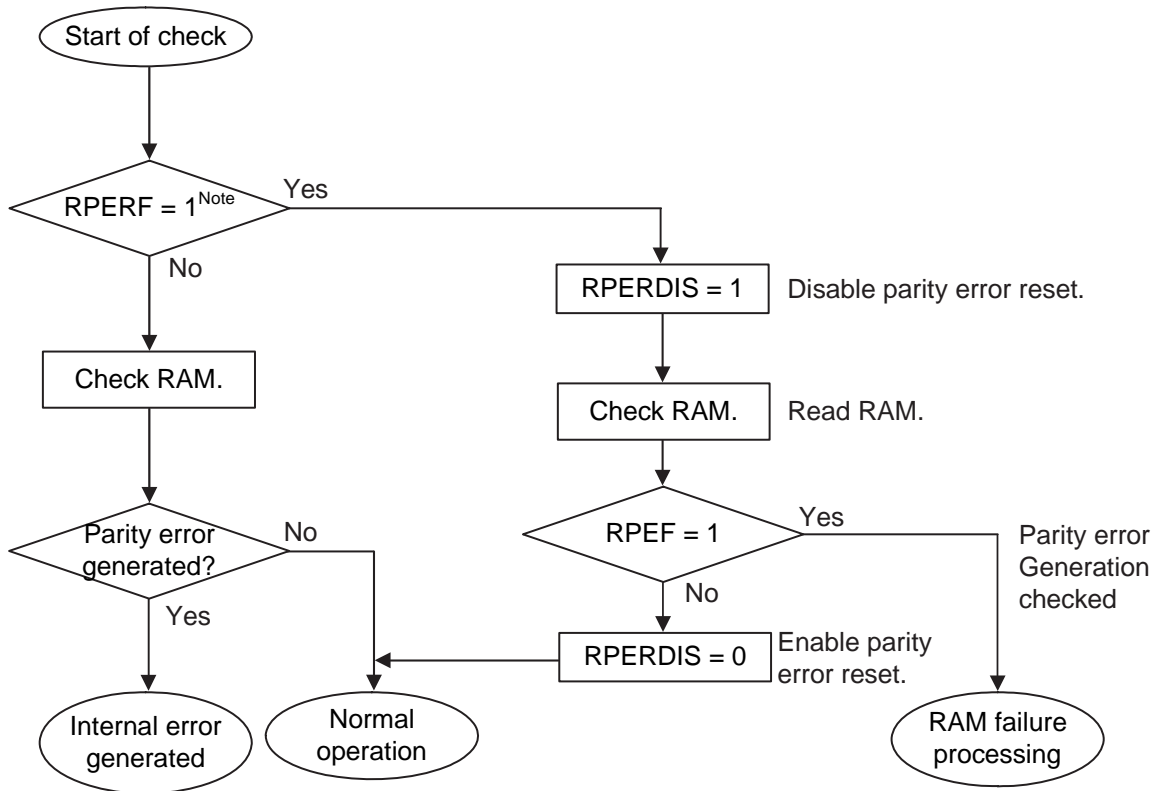 Start of check
RPERF = 1Note
Yes
No
RPERDIS = 1
Disable parity error reset.
Check RAM.
Check RAM.
Read RAM.
Parity error
generated?
No
Yes
RPEF = 1
Yes
No
Parity error
Generation
checked
RPERDIS = 0
Enable parity
error reset.
Internal error
generated
Normal
operation
RAM failure
processing